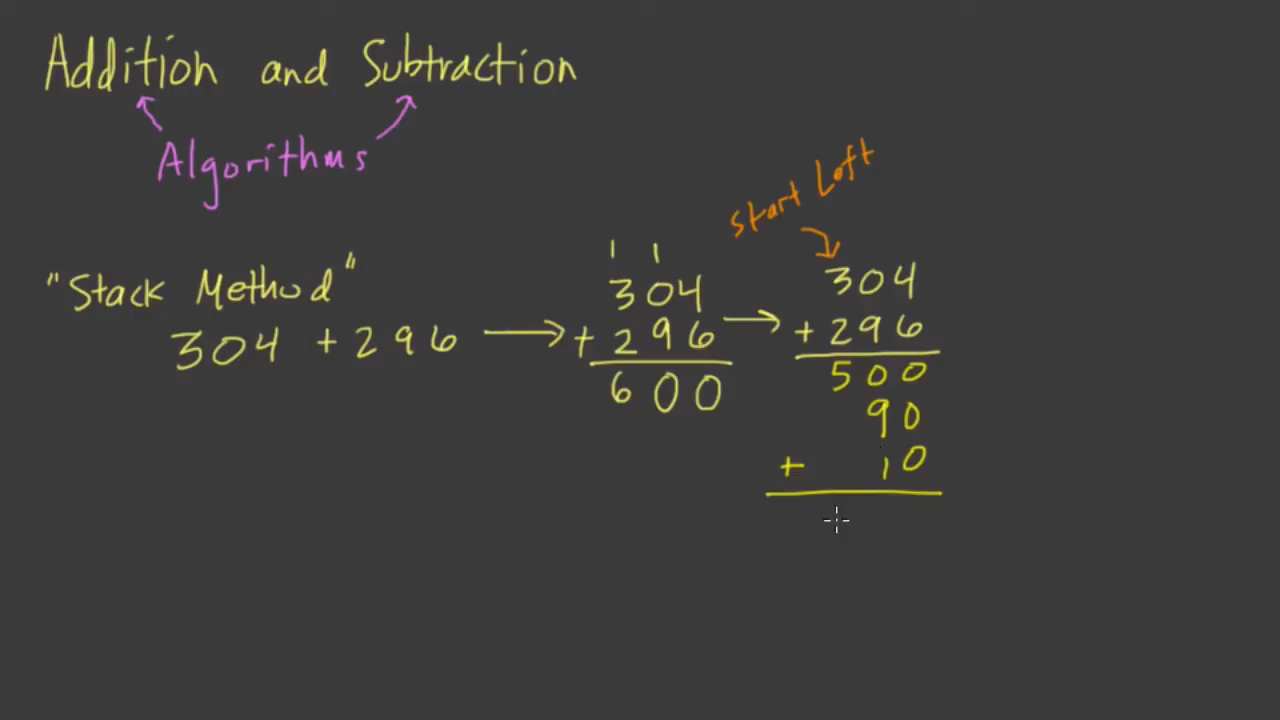 Addition and Subtraction
Algorithms
Start Left
"Stack Method"
304 + 296 →
1 1
304
+ 296
600
→
304
+ 296
500
90
+ 10